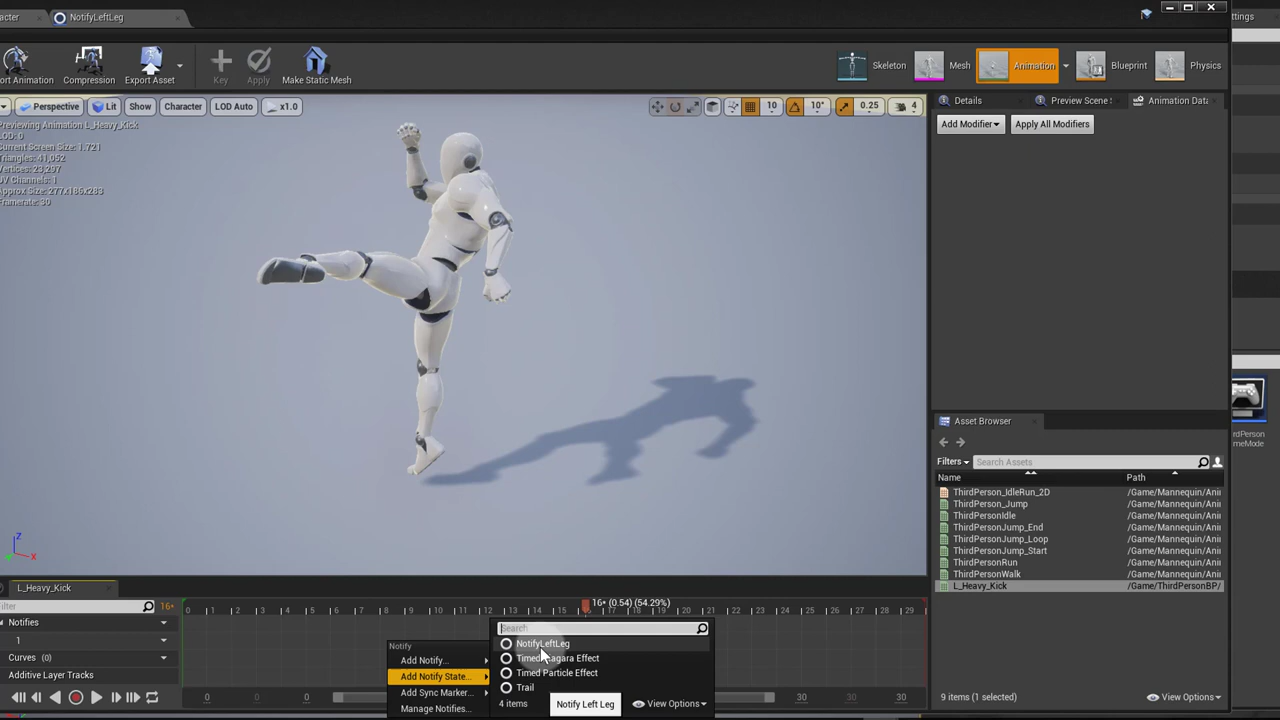 acter
NotifyLeftLeg
ettings
ort Animation
Compression
Export Asset
Key
Apply
Make Static Mesh
Skeleton
Mesh
Animation
Blueprint
Physics
Perspective
Lit
Show
Character
LOD Auto
x1.0
10
10°
0.25
4
Details
Preview Scene
Animation Data
Previewing Animation L_Heavy_Kick
LOD: 0
Current Screen Size: 1.721
Triangles: 41,052
Vertices: 23,297
UV Channels: 1
Approx Size: 277x186x283
Framerate: 30
Add Modifier
Apply All Modifiers
Z
X
Asset Browser
rdPerson
meMode
Filters
Search Assets
Name
Path
ThirdPerson_IdleRun_2D /Game/Mannequin/Ani
ThirdPerson_Jump /Game/Mannequin/Ani
ThirdPersonIdle /Game/Mannequin/Ani
ThirdPersonJump_End /Game/Mannequin/Ani
ThirdPersonJump_Loop /Game/Mannequin/Ani
ThirdPersonJump_Start /Game/Mannequin/Ani
ThirdPersonRun /Game/Mannequin/Ani
ThirdPersonWalk /Game/Mannequin/Ani
L_Heavy_Kick /Game/ThirdPersonBP/
9 items (1 selected)
View Options
L_Heavy_Kick
ilter
16*
16* (0.54) (54.29%)
0 1 2 3 4 5 6 7 8 9 10 11 12 13 14 15 17 18 19 20 21 22 23 24 25 26 27 28 29
Notifies
1
Curves (0)
Additive Layer Tracks
0
0
30
30
Notify
Add Notify...
Add Notify State...
Add Sync Marker...
Manage Notifies...
Search
NotifyLeftLeg
Timed Niagara Effect
Timed Particle Effect
Trail
4 items
Notify Left Leg
View Options